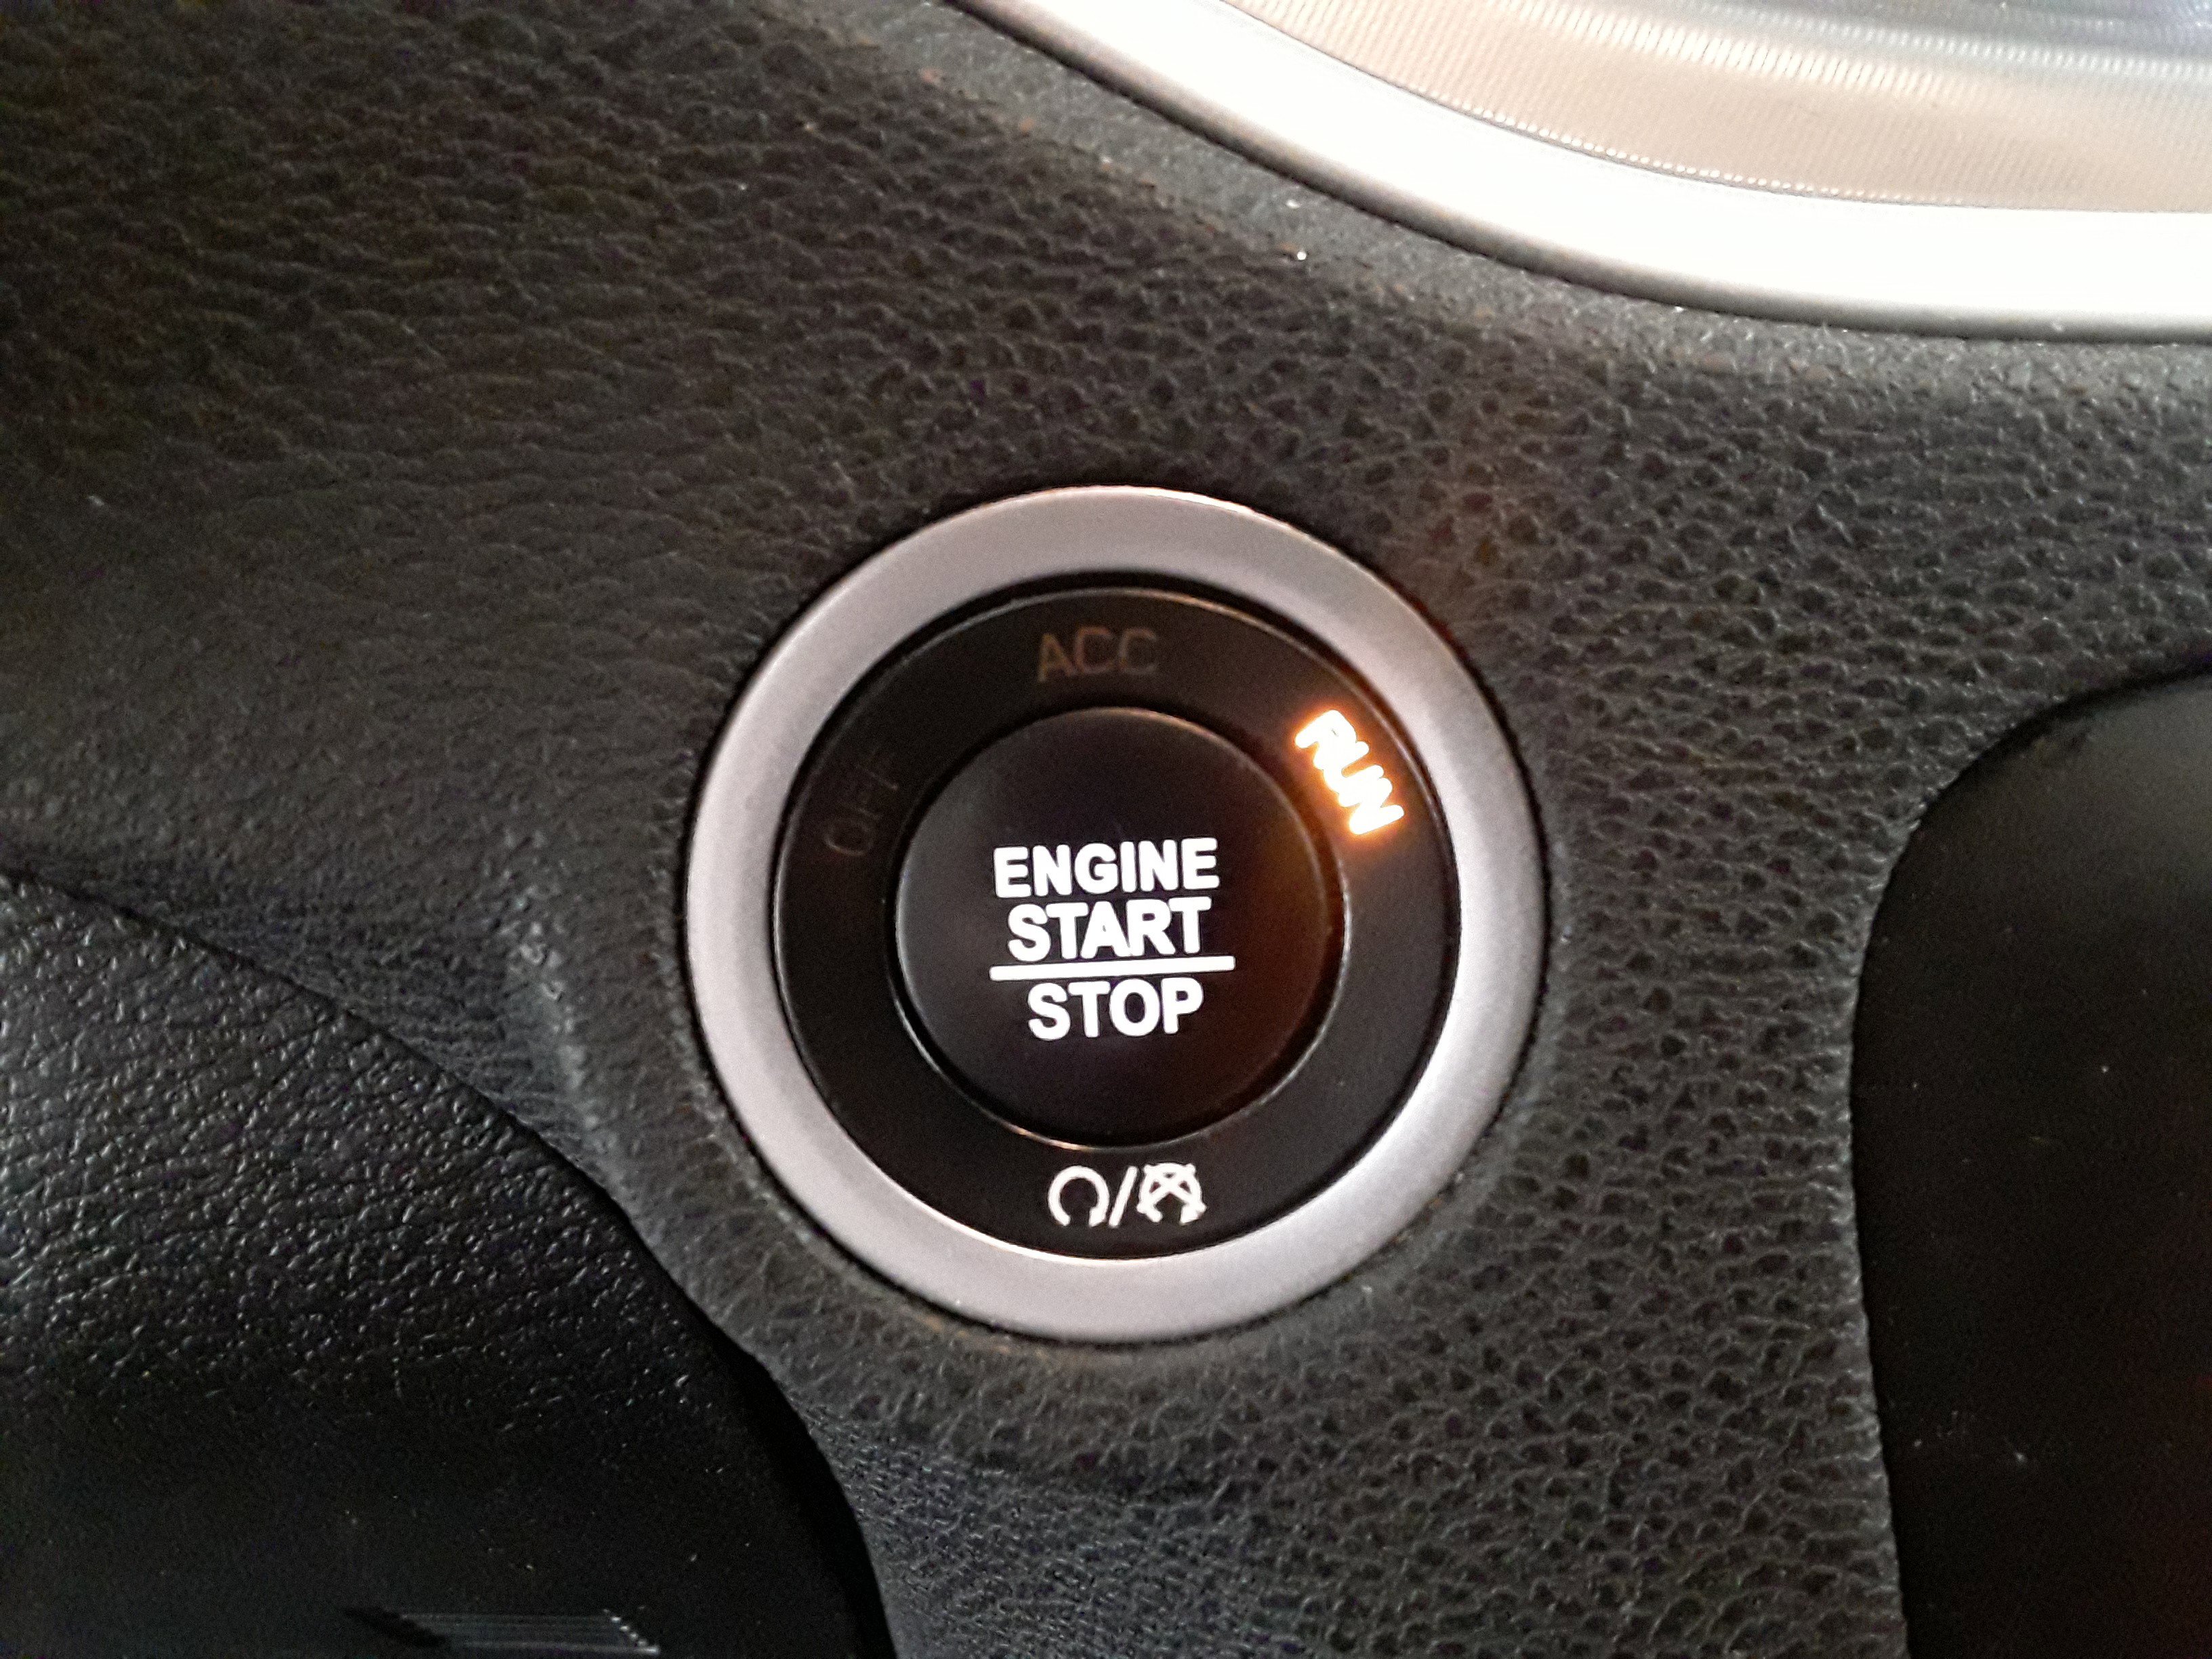 ACC
RUN
OFF
ENGINE
START
STOP